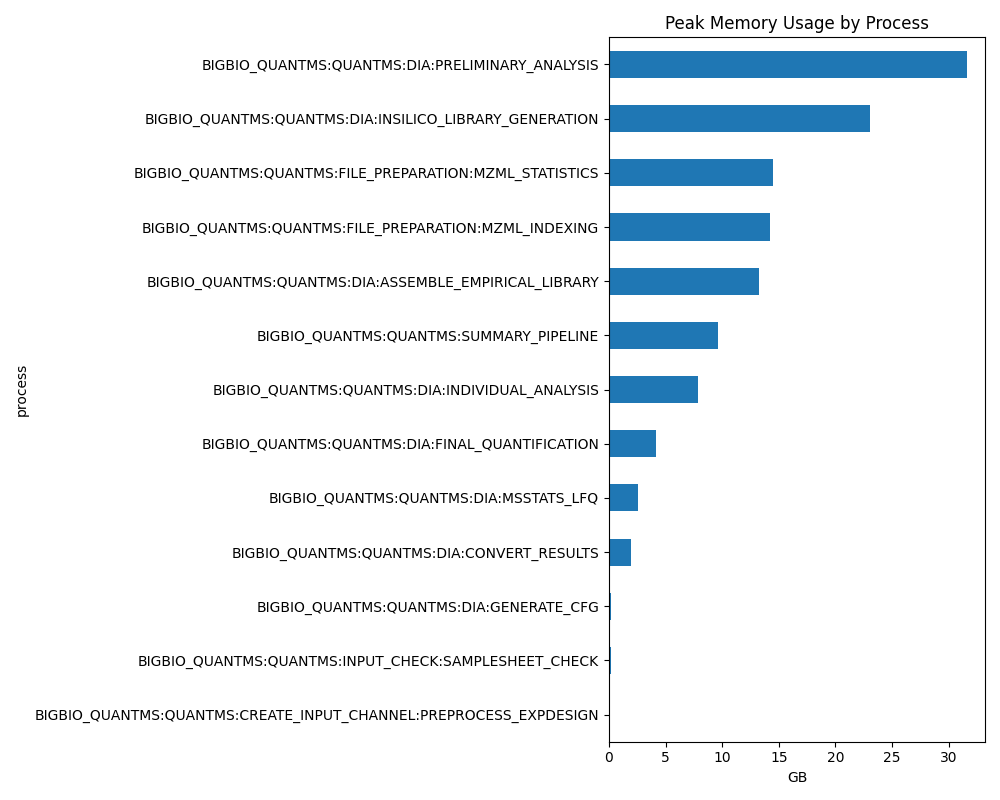 Peak Memory Usage by Process
BIGBIO_QUANTMS:QUANTMS:DIA:PRELIMINARY_ANALYSIS
BIGBIO_QUANTMS:QUANTMS:DIA:INSILICO_LIBRARY_GENERATION
BIGBIO_QUANTMS:QUANTMS:FILE_PREPARATION:MZML_STATISTICS
BIGBIO_QUANTMS:QUANTMS:FILE_PREPARATION:MZML_INDEXING
BIGBIO_QUANTMS:QUANTMS:DIA:ASSEMBLE_EMPIRICAL_LIBRARY
BIGBIO_QUANTMS:QUANTMS:SUMMARY_PIPELINE
BIGBIO_QUANTMS:QUANTMS:DIA:INDIVIDUAL_ANALYSIS
BIGBIO_QUANTMS:QUANTMS:DIA:FINAL_QUANTIFICATION
BIGBIO_QUANTMS:QUANTMS:DIA:MSSTATS_LFQ
BIGBIO_QUANTMS:QUANTMS:DIA:CONVERT_RESULTS
BIGBIO_QUANTMS:QUANTMS:DIA:GENERATE_CFG
BIGBIO_QUANTMS:QUANTMS:INPUT_CHECK:SAMPLESHEET_CHECK
BIGBIO_QUANTMS:QUANTMS:CREATE_INPUT_CHANNEL:PREPROCESS_EXPDESIGN
process
0 5 10 15 20 25 30
GB